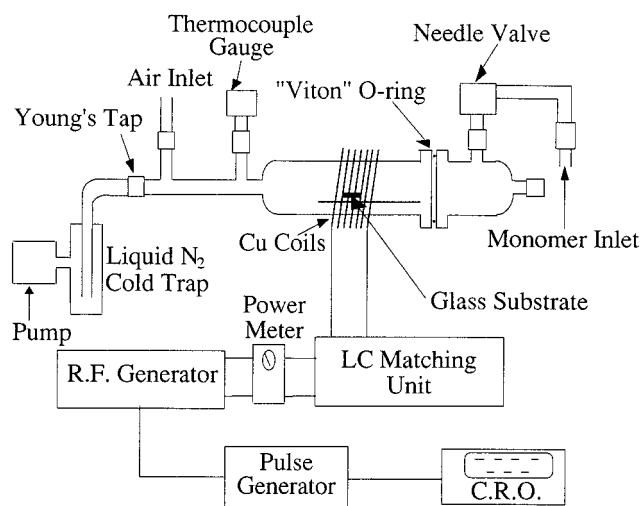 Thermocouple
Gauge
Needle Valve
Air Inlet
"Viton" O-ring
Young's Tap
Cu Coils
Monomer Inlet
Liquid N₂
Cold Trap
Glass Substrate
Pump
Power
Meter
R.F. Generator
LC Matching
Unit
Pulse
Generator
C.R.O.